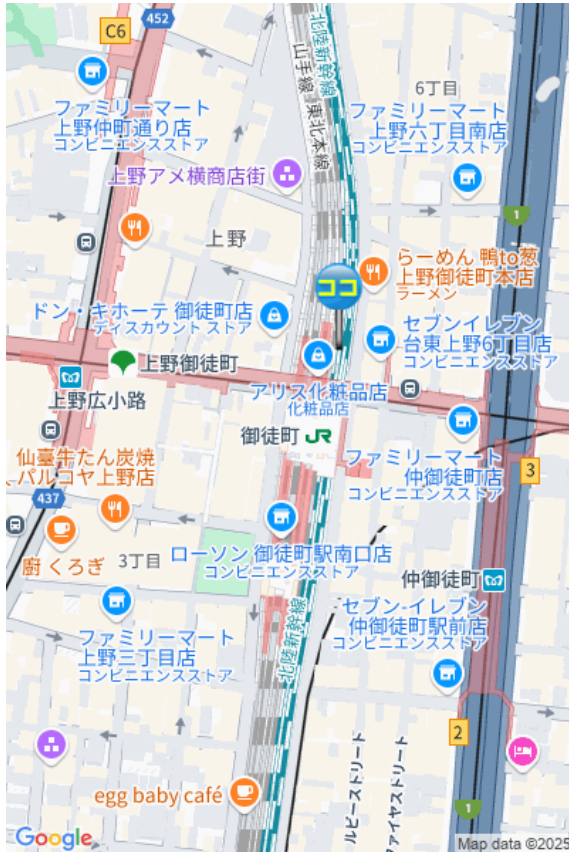 452
C6
北陸新幹線
山手線
東北本線
ファミリーマート
上野仲町通り店
コンビニエンスストア
6丁目
ファミリーマート
上野六丁目南店
コンビニエンスストア
上野アメ横商店街
1
上野
らーめん 鴨to葱
上野御徒町本店
ラーメン
ココ
ドン・キホーテ 御徒町店
ディスカウント ストア
セブンイレブン
台東上野6丁目店
コンビニエンスストア
上野御徒町
アリス化粧品店
化粧品店
上野広小路
御徒町 JR
仙臺牛たん炭焼
パルコヤ上野店
ファミリーマート
仲御徒町店
コンビニエンスストア
3
437
廚 くろぎ
3丁目
ローソン 御徒町駅南口店
コンビニエンスストア
仲御徒町
セブン-イレブン
仲御徒町駅前店
コンビニエンスストア
ファミリーマート
上野三丁目店
コンビニエンスストア
北陸新幹線
2
egg baby café
ルビーストリート
ファイヤストリート
1
Google
Map data ©2025